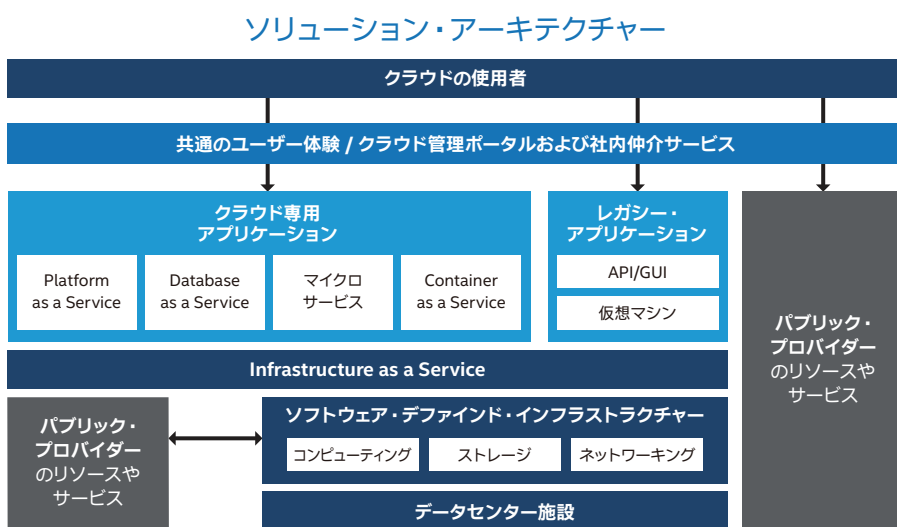 ソリューション・アーキテクチャー
クラウドの使用者
共通のユーザー体験 / クラウド管理ポータルおよび社内仲介サービス
クラウド専用
アプリケーション
Platform
as a Service
Database
as a Service
マイクロ
サービス
Container
as a Service
レガシー・
アプリケーション
API/GUI
仮想マシン
パブリック・
プロバイダー
のリソースや
サービス
Infrastructure as a Service
パブリック・
プロバイダー
のリソースや
サービス
ソフトウェア・デファインド・インフラストラクチャー
コンピューティング
ストレージ
ネットワーキング
データセンター施設